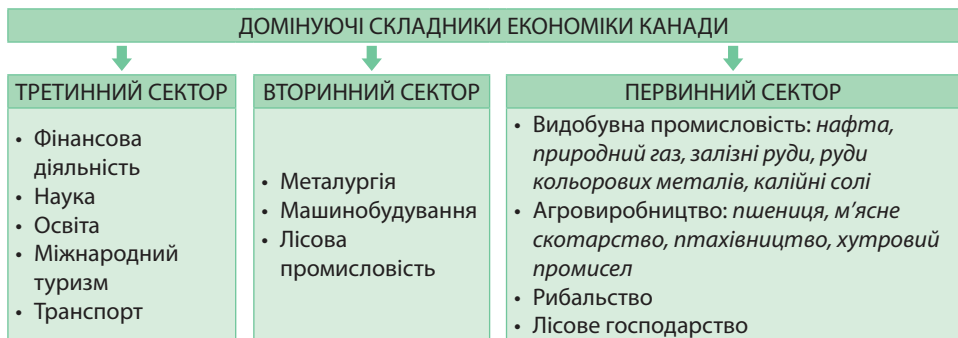 ДОМІНУЮЧІ СКЛАДНИКИ ЕКОНОМІКИ КАНАДИ
ТРЕТИННИЙ СЕКТОР
• Фінансова
діяльність
• Наука
• Освіта
• Міжнародний
туризм
• Транспорт
ВТОРИННИЙ СЕКТОР
• Металургія
• Машинобудування
• Лісова
промисловість
ПЕРВИННИЙ СЕКТОР
• Видобувна промисловість: нафта,
природний газ, залізні руди, руди
кольорових металів, калійні солі
• Агровиробництво: пшениця, м’ясне
скотарство, птахівництво, хутровий
промисел
• Рибальство
• Лісове господарство